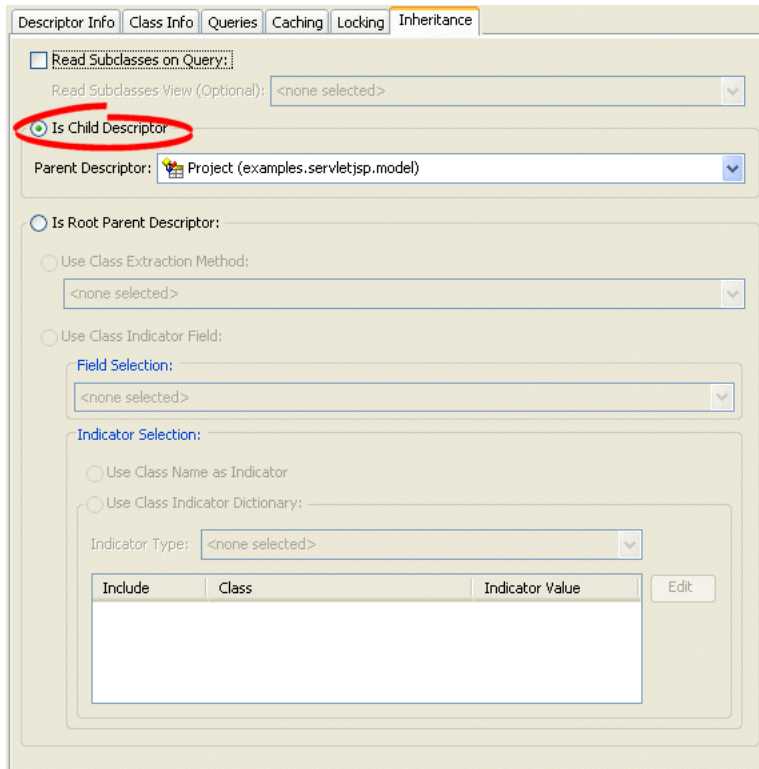 Descriptor Info Class Info Queries Caching Locking Inheritance
Read Subclasses on Query:
Read Subclasses View (Optional): <none selected>
Is Child Descriptor
Parent Descriptor: Project (examples.servletjsp.model)
Is Root Parent Descriptor:
Use Class Extraction Method:
<none selected>
Use Class Indicator Field:
Field Selection:
<none selected>
Indicator Selection:
Use Class Name as Indicator
Use Class Indicator Dictionary:
Indicator Type: <none selected>
Include Class Indicator Value Edit